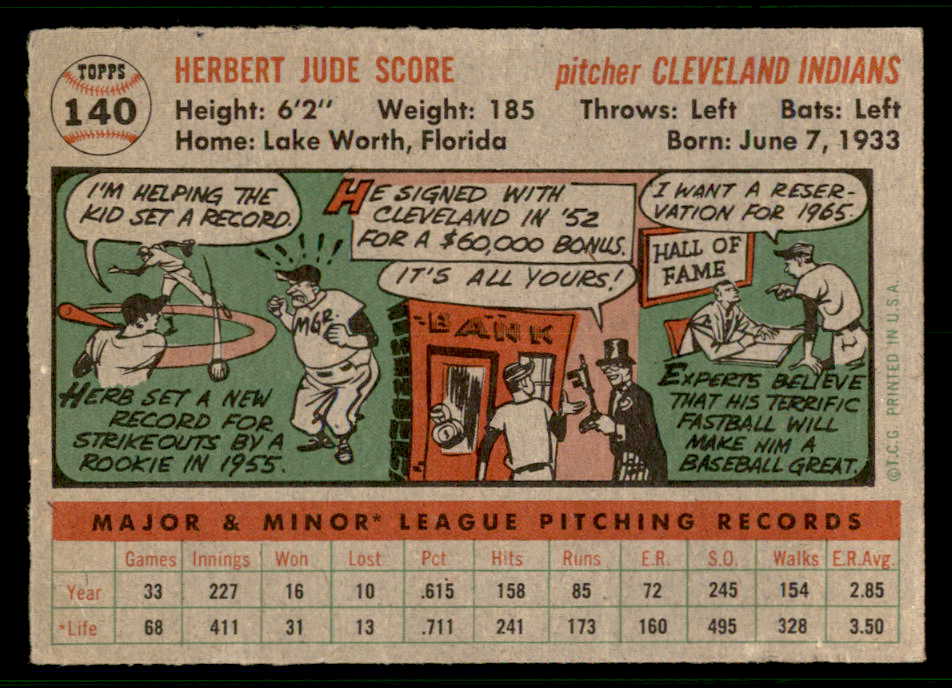 TOPPS
140
HERBERT JUDE SCORE
pitcher CLEVELAND INDIANS
Height: 6'2" Weight: 185 Throws: Left Bats: Left
Home: Lake Worth, Florida Born: June 7, 1933
I'M HELPING THE
KID SET A RECORD.
MGR.
HERB SET A NEW
RECORD FOR
STRIKEOUTS BY A
ROOKIE IN 1955.
HE SIGNED WITH
CLEVELAND IN '52
FOR A $60,000 BONUS.
IT'S ALL YOURS!
BANK
I WANT A RESER-
VATION FOR 1965.
HALL OF
FAME
EXPERTS BELIEVE
THAT HIS TERRIFIC
FASTBALL WILL
MAKE HIM A
BASEBALL GREAT.
©T.C.G. PRINTED IN U.S.A.
MAJOR & MINOR* LEAGUE PITCHING RECORDS
Games Innings Won Lost Pct Hits Runs E.R. S.O. Walks E.R.Avg.
Year 33 227 16 10 .615 158 85 72 245 154 2.85
*Life 68 411 31 13 .711 241 173 160 495 328 3.50